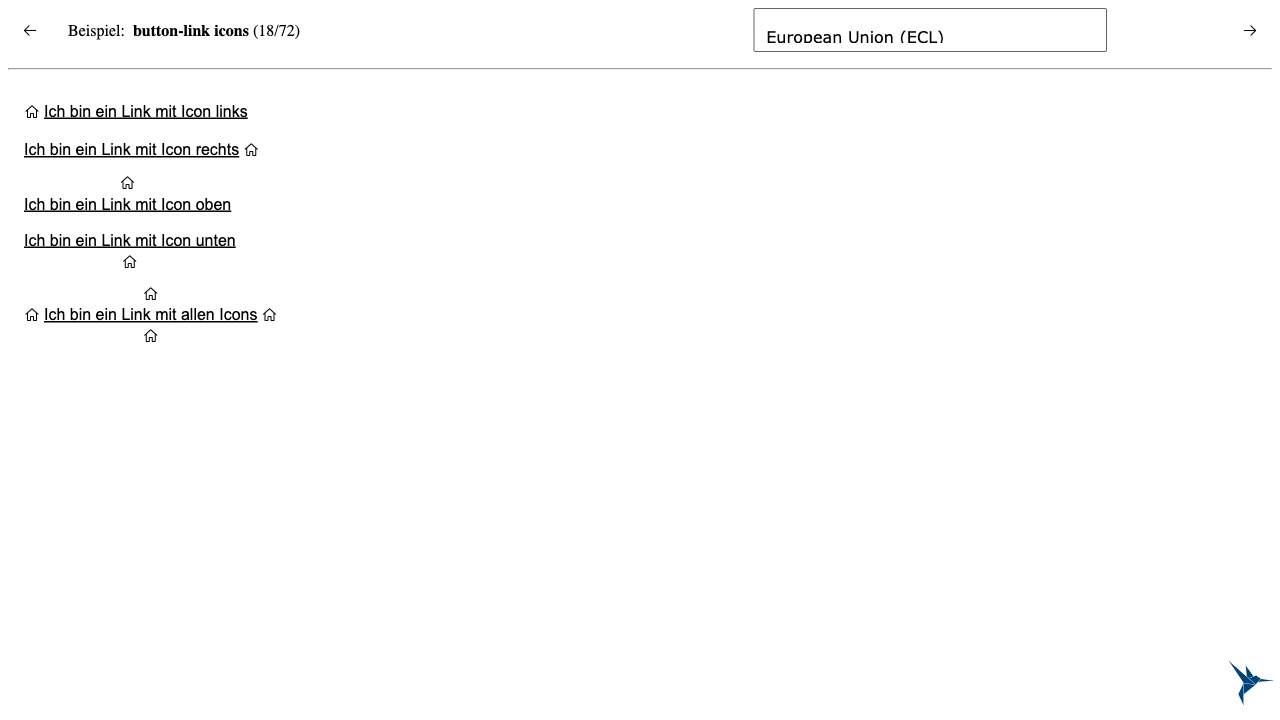 Beispiel: button-link icons (18/72)
European Union (ECL)
Ich bin ein Link mit Icon links
Ich bin ein Link mit Icon rechts
Ich bin ein Link mit Icon oben
Ich bin ein Link mit Icon unten
Ich bin ein Link mit allen Icons